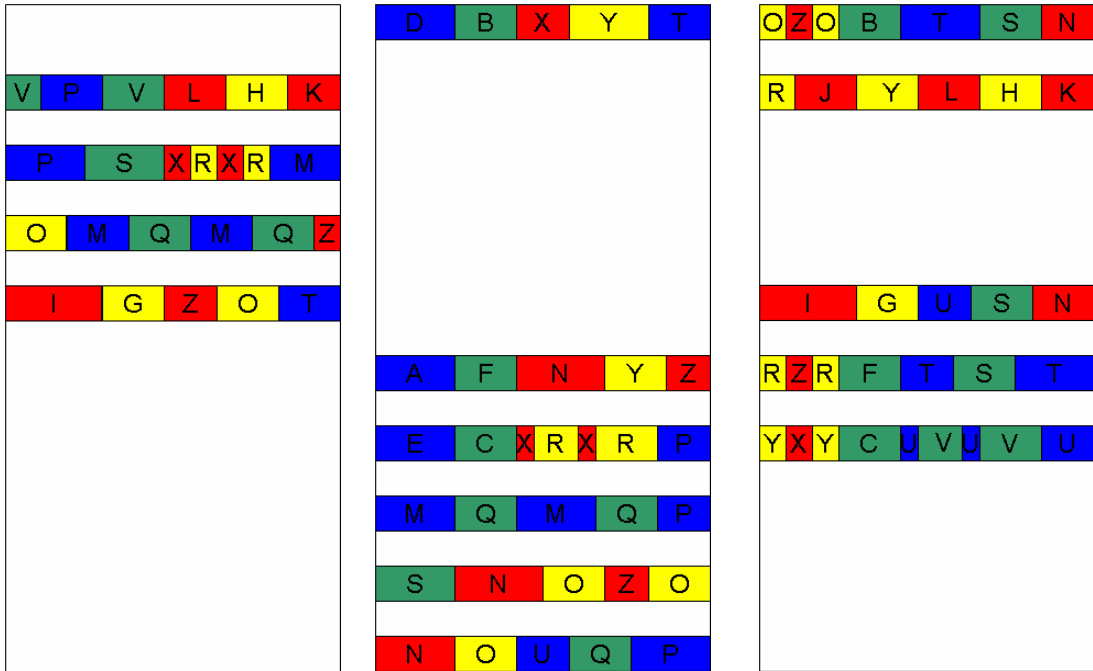 V P V L H K
P S X R X R M
O M Q M Q Z
I G Z O T
D B X Y T
A F N Y Z
E C X R X R P
M Q M Q P
S N O Z O
N O U Q P
O Z O B T S N
R J Y L H K
I G U S N
R Z R F T S T
Y X Y C U V U V U